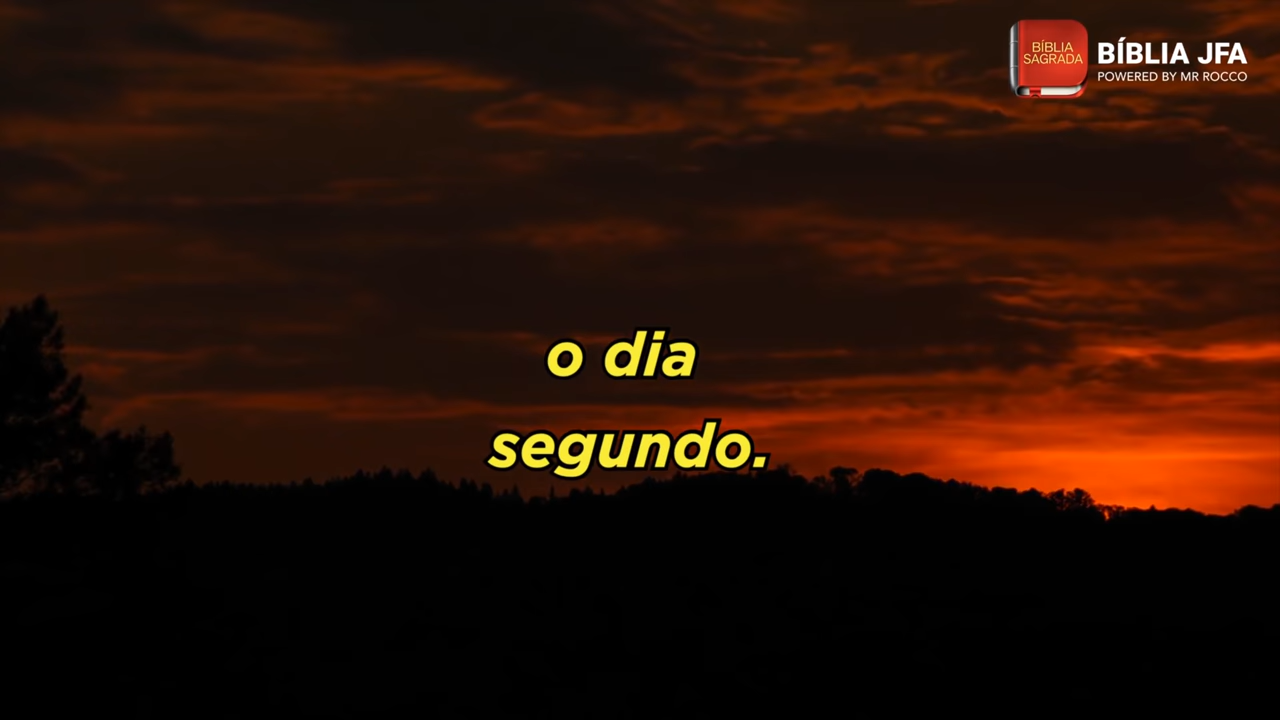 BÍBLIA
SAGRADA
BÍBLIA JFA
POWERED BY MR ROCCO
o dia
segundo.